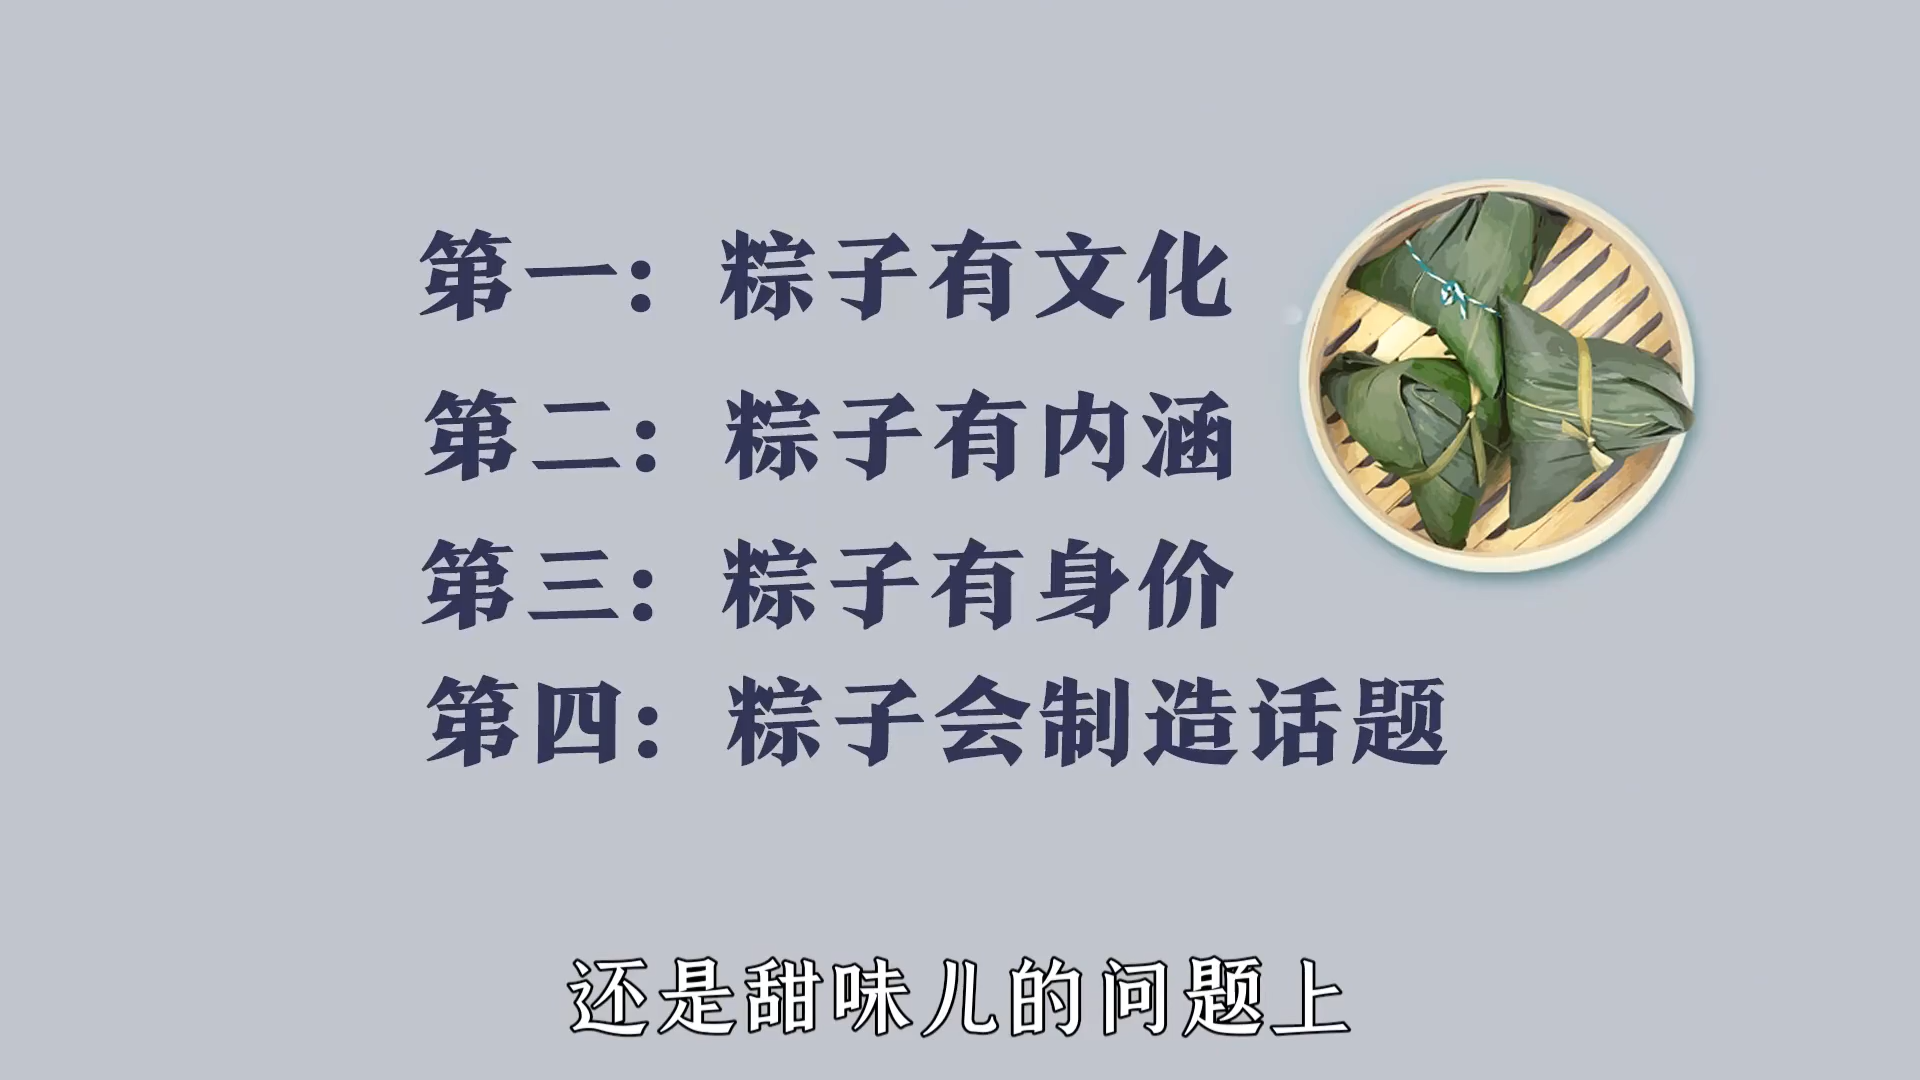 第一：粽子有文化
第二：粽子有内涵
第三：粽子有身价
第四：粽子会制造话题
还是甜味儿的问题上